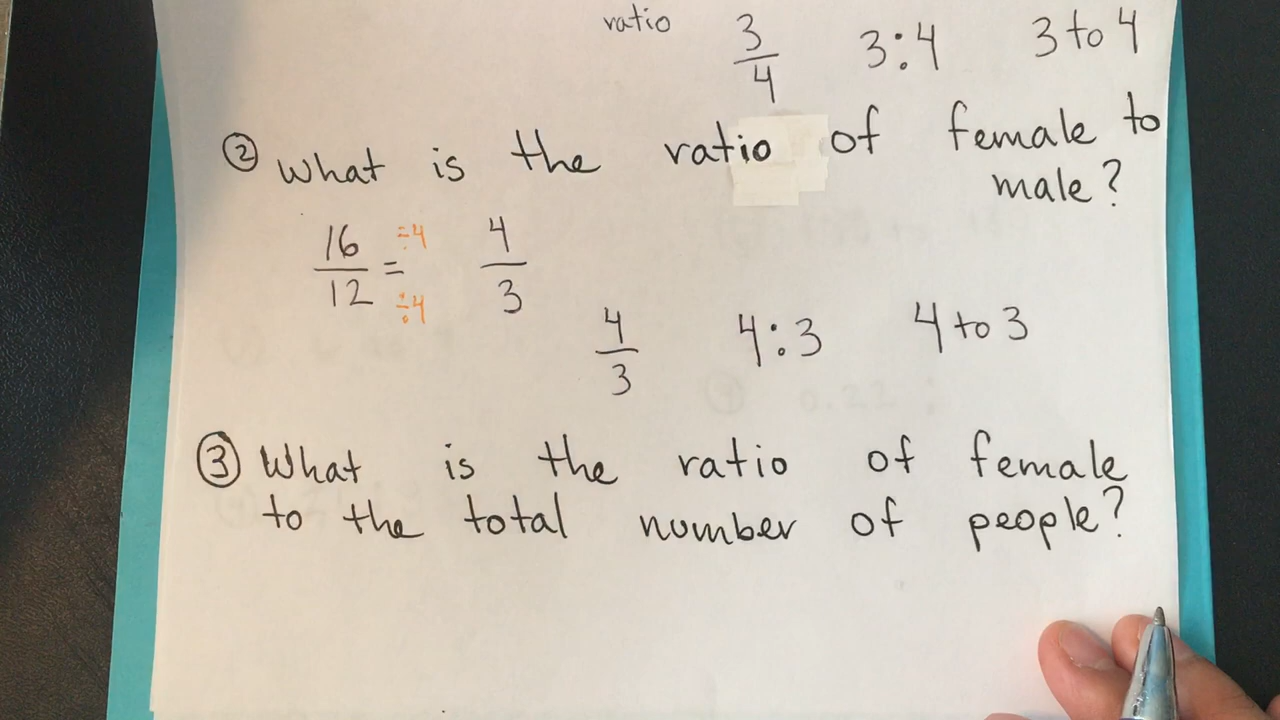 ratio 3/4 3:4 3 to 4
② What is the ratio of female to
male?
16/12 = ÷4 ÷4 4/3
4/3 4:3 4 to 3
③ What is the ratio of female
to the total number of people?